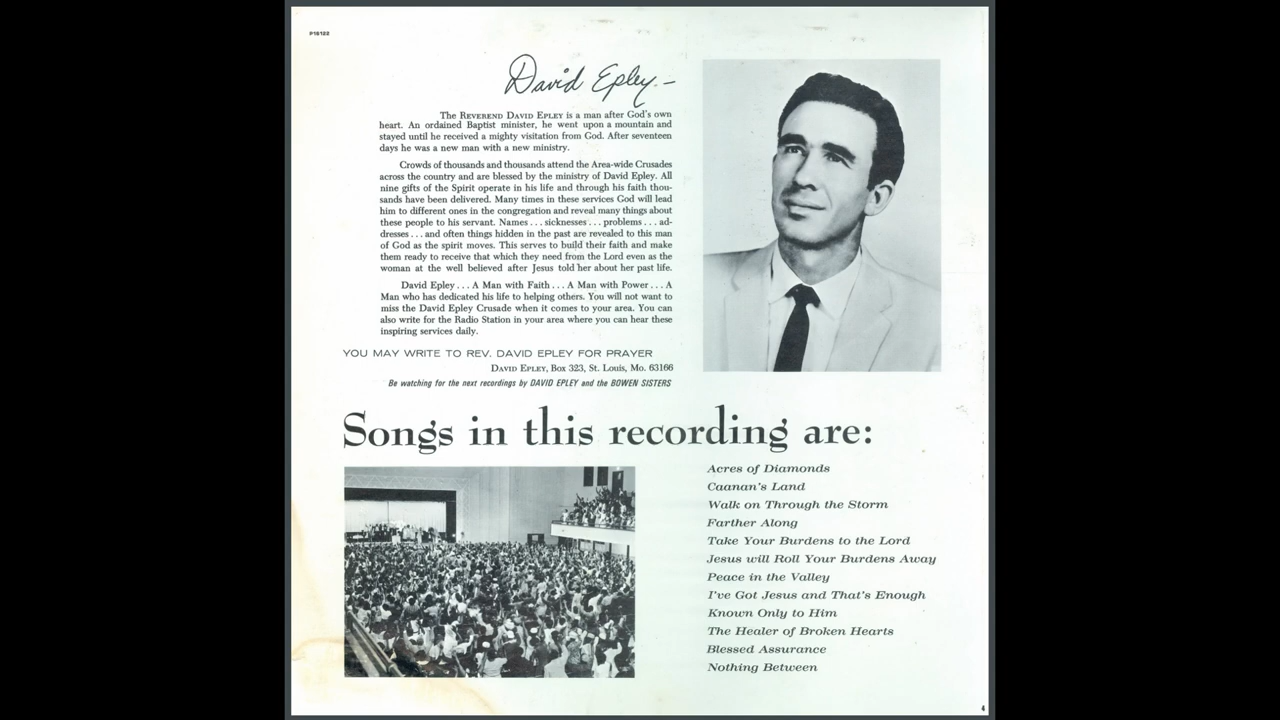 P16122
David Epley.–
The REVEREND DAVID EPLEY is a man after God's own
heart. An ordained Baptist minister, he went upon a mountain and
stayed until he received a mighty visitation from God. After seventeen
days he was a new man with a new ministry.
Crowds of thousands and thousands attend the Area-wide Crusades
across the country and are blessed by the ministry of David Epley. All
nine gifts of the Spirit operate in his life and through his faith thou-
sands have been delivered. Many times in these services God will lead
him to different ones in the congregation and reveal many things about
these people to his servant. Names . . . sicknesses . . . problems . . . ad-
dresses . . . and often things hidden in the past are revealed to this man
of God as the spirit moves. This serves to build their faith and make
them ready to receive that which they need from the Lord even as the
woman at the well believed after Jesus told her about her past life.
David Epley . . . A Man with Faith . . . A Man with Power . . . A
Man who has dedicated his life to helping others. You will not want to
miss the David Epley Crusade when it comes to your area. You can
also write for the Radio Station in your area where you can hear these
inspiring services daily.
YOU MAY WRITE TO REV. DAVID EPLEY FOR PRAYER
DAVID EPLEY, Box 323, St. Louis, Mo. 63166
Be watching for the next recordings by DAVID EPLEY and the BOWEN SISTERS
Songs in this recording are:
Acres of Diamonds
Caanan's Land
Walk on Through the Storm
Farther Along
Take Your Burdens to the Lord
Jesus will Roll Your Burdens Away
Peace in the Valley
I've Got Jesus and That's Enough
Known Only to Him
The Healer of Broken Hearts
Blessed Assurance
Nothing Between
4